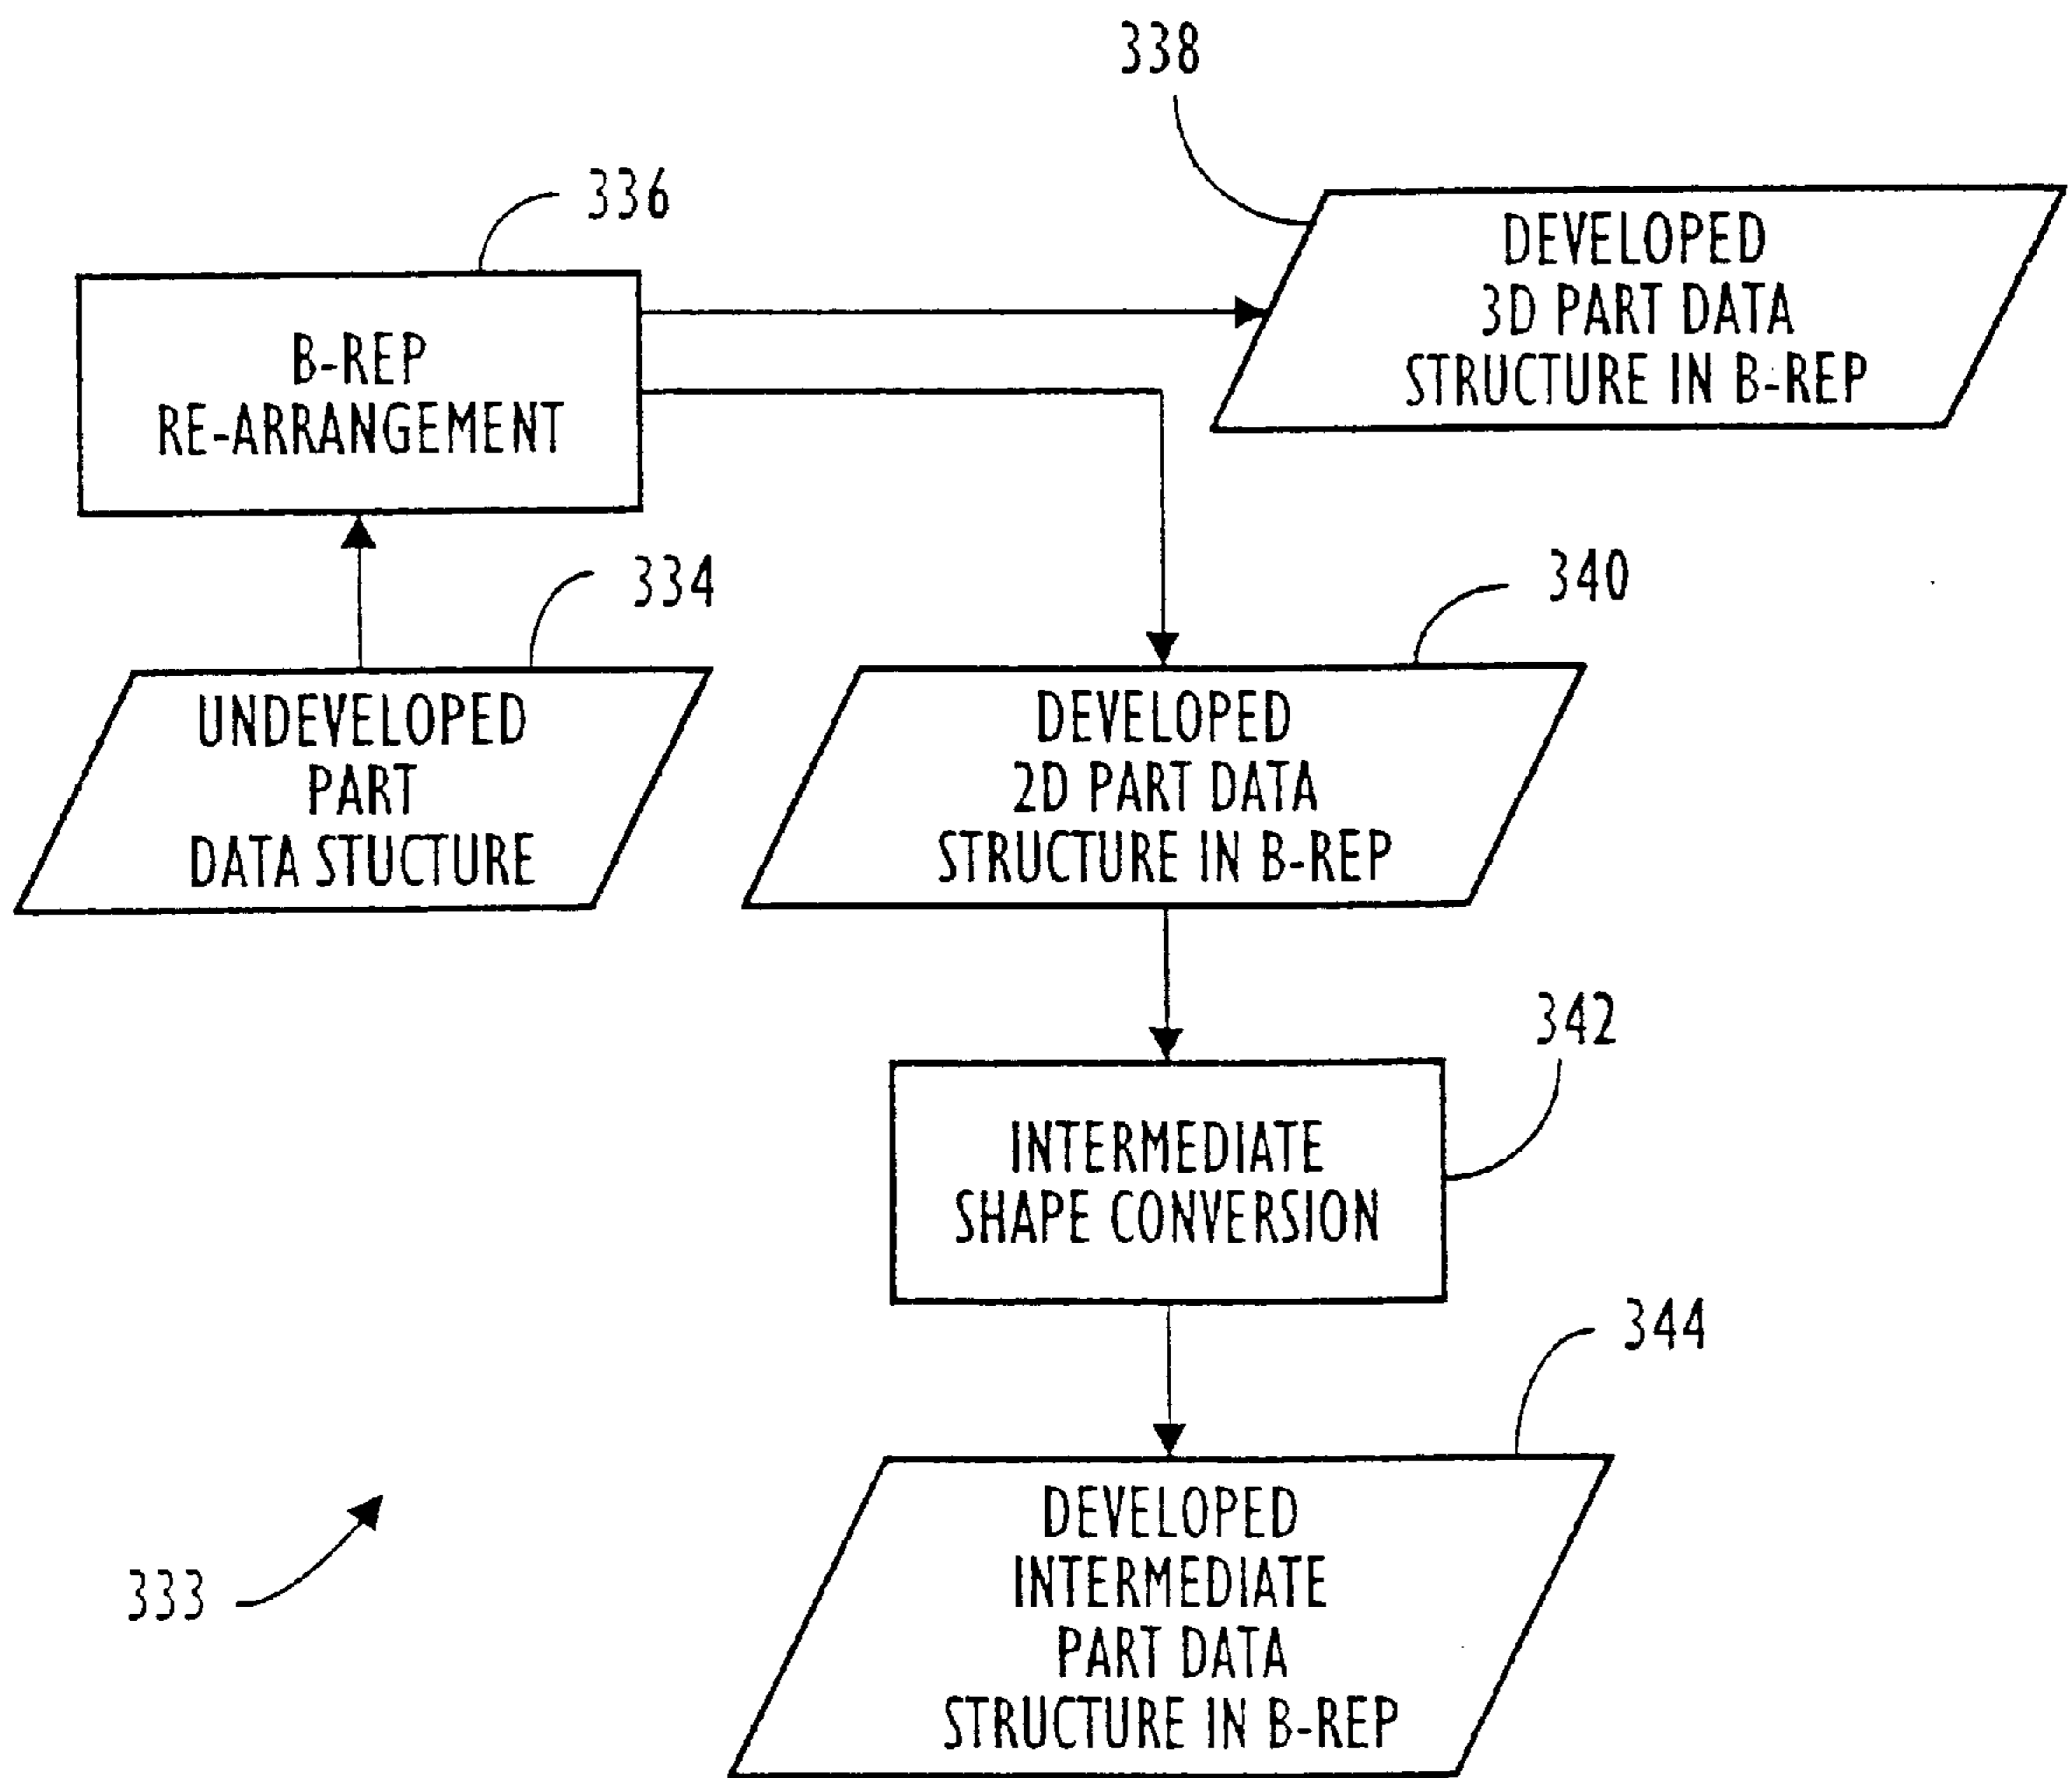 338
336
DEVELOPED
3D PART DATA
STRUCTURE IN B-REP
B-REP
RE-ARRANGEMENT
334
340
UNDEVELOPED
PART
DATA STUCTURE
DEVELOPED
2D PART DATA
STRUCTURE IN B-REP
342
INTERMEDIATE
SHAPE CONVERSION
344
DEVELOPED
INTERMEDIATE
PART DATA
STRUCTURE IN B-REP
333